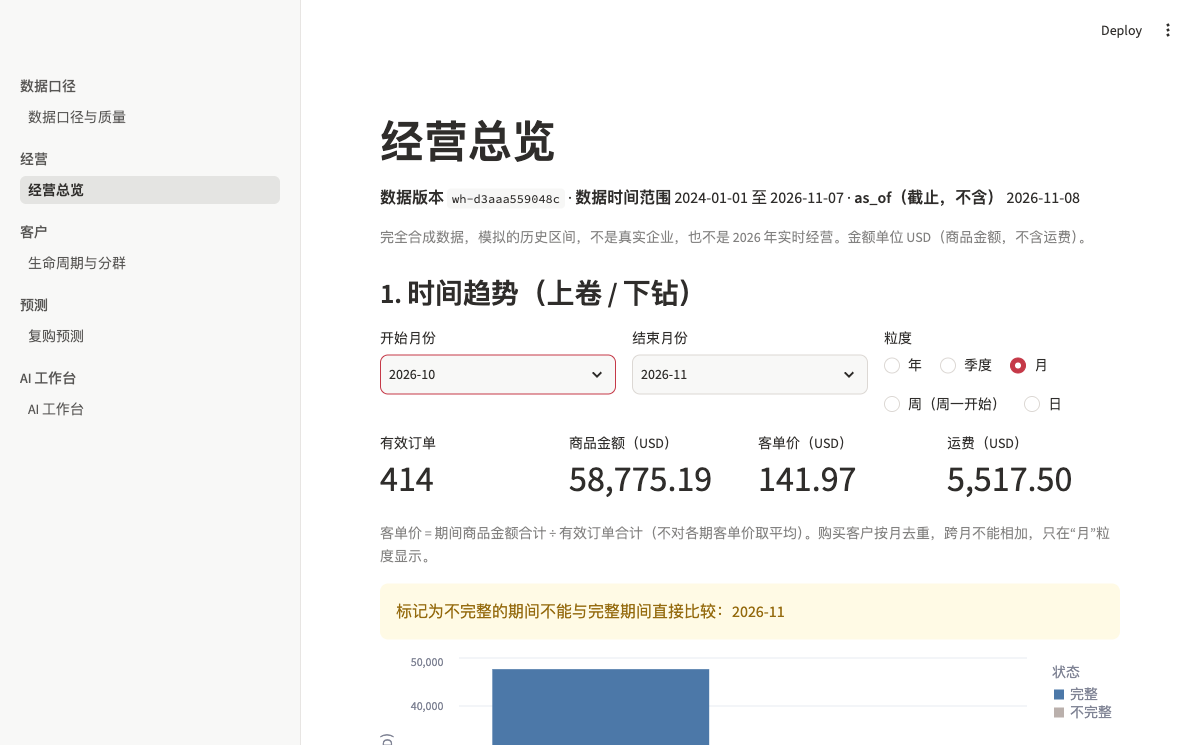 Deploy
数据口径
数据口径与质量
经营
经营总览
客户
生命周期与分群
预测
复购预测
AI 工作台
AI 工作台
经营总览
数据版本 wh-d3aaa559048c · 数据时间范围 2024-01-01 至 2026-11-07 · as_of（截止，不含） 2026-11-08
完全合成数据，模拟的历史区间，不是真实企业，也不是 2026 年实时经营。金额单位 USD（商品金额，不含运费）。
1. 时间趋势（上卷 / 下钻）
开始月份
2026-10
结束月份
2026-11
粒度
年 季度 月
周（周一开始） 日
有效订单
414
商品金额（USD）
58,775.19
客单价（USD）
141.97
运费（USD）
5,517.50
客单价 = 期间商品金额合计 ÷ 有效订单合计（不对各期客单价取平均）。购买客户按月去重，跨月不能相加，只在“月”粒
度显示。
标记为不完整的期间不能与完整期间直接比较：2026-11
50,000
40,000
状态
完整
不完整